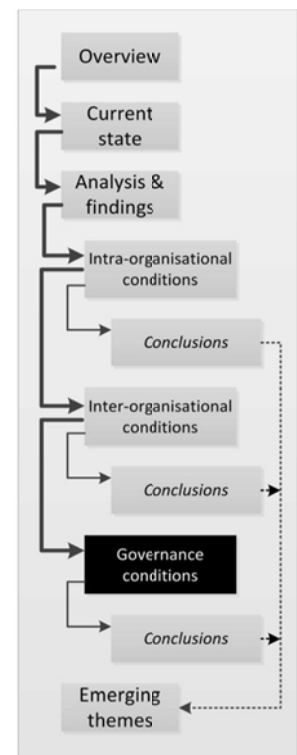 Overview
Current
state
Analysis &
findings
Intra-organisational
conditions
Conclusions
Inter-organisational
conditions
Conclusions
Governance
conditions
Conclusions
Emerging
themes